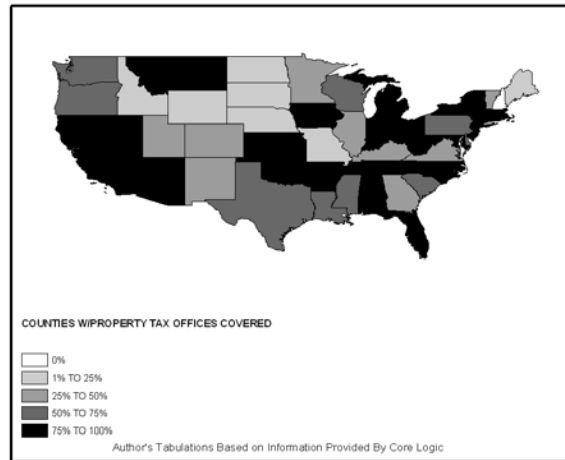 COUNTIES W/PROPERTY TAX OFFICES COVERED
0%
1% TO 25%
25% TO 50%
50% TO 75%
75% TO 100%
Author's Tabulations Based on Information Provided By Core Logic